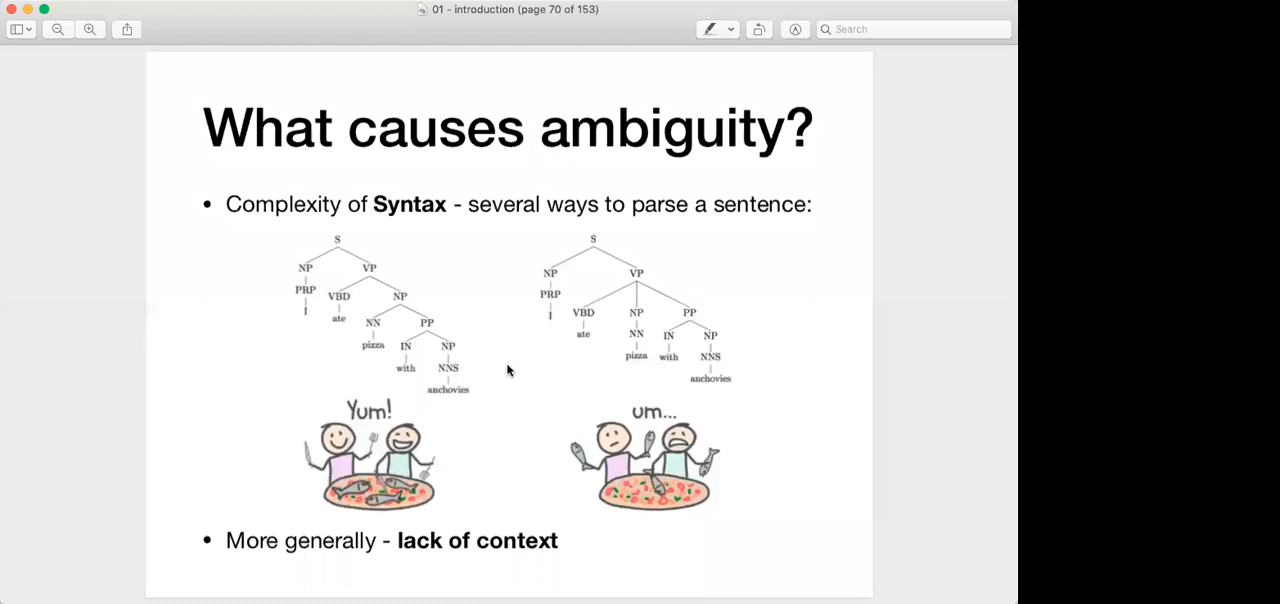 01 - introduction (page 70 of 153)
Search
What causes ambiguity?
• Complexity of Syntax - several ways to parse a sentence:
S
NP VP
PRP VBD NP
I ate NN PP
pizza IN NP
with NNS
anchovies
S
NP VP
PRP VBD NP PP
I ate NN IN NP
pizza with NNS
anchovies
Yum!
um...
• More generally - lack of context